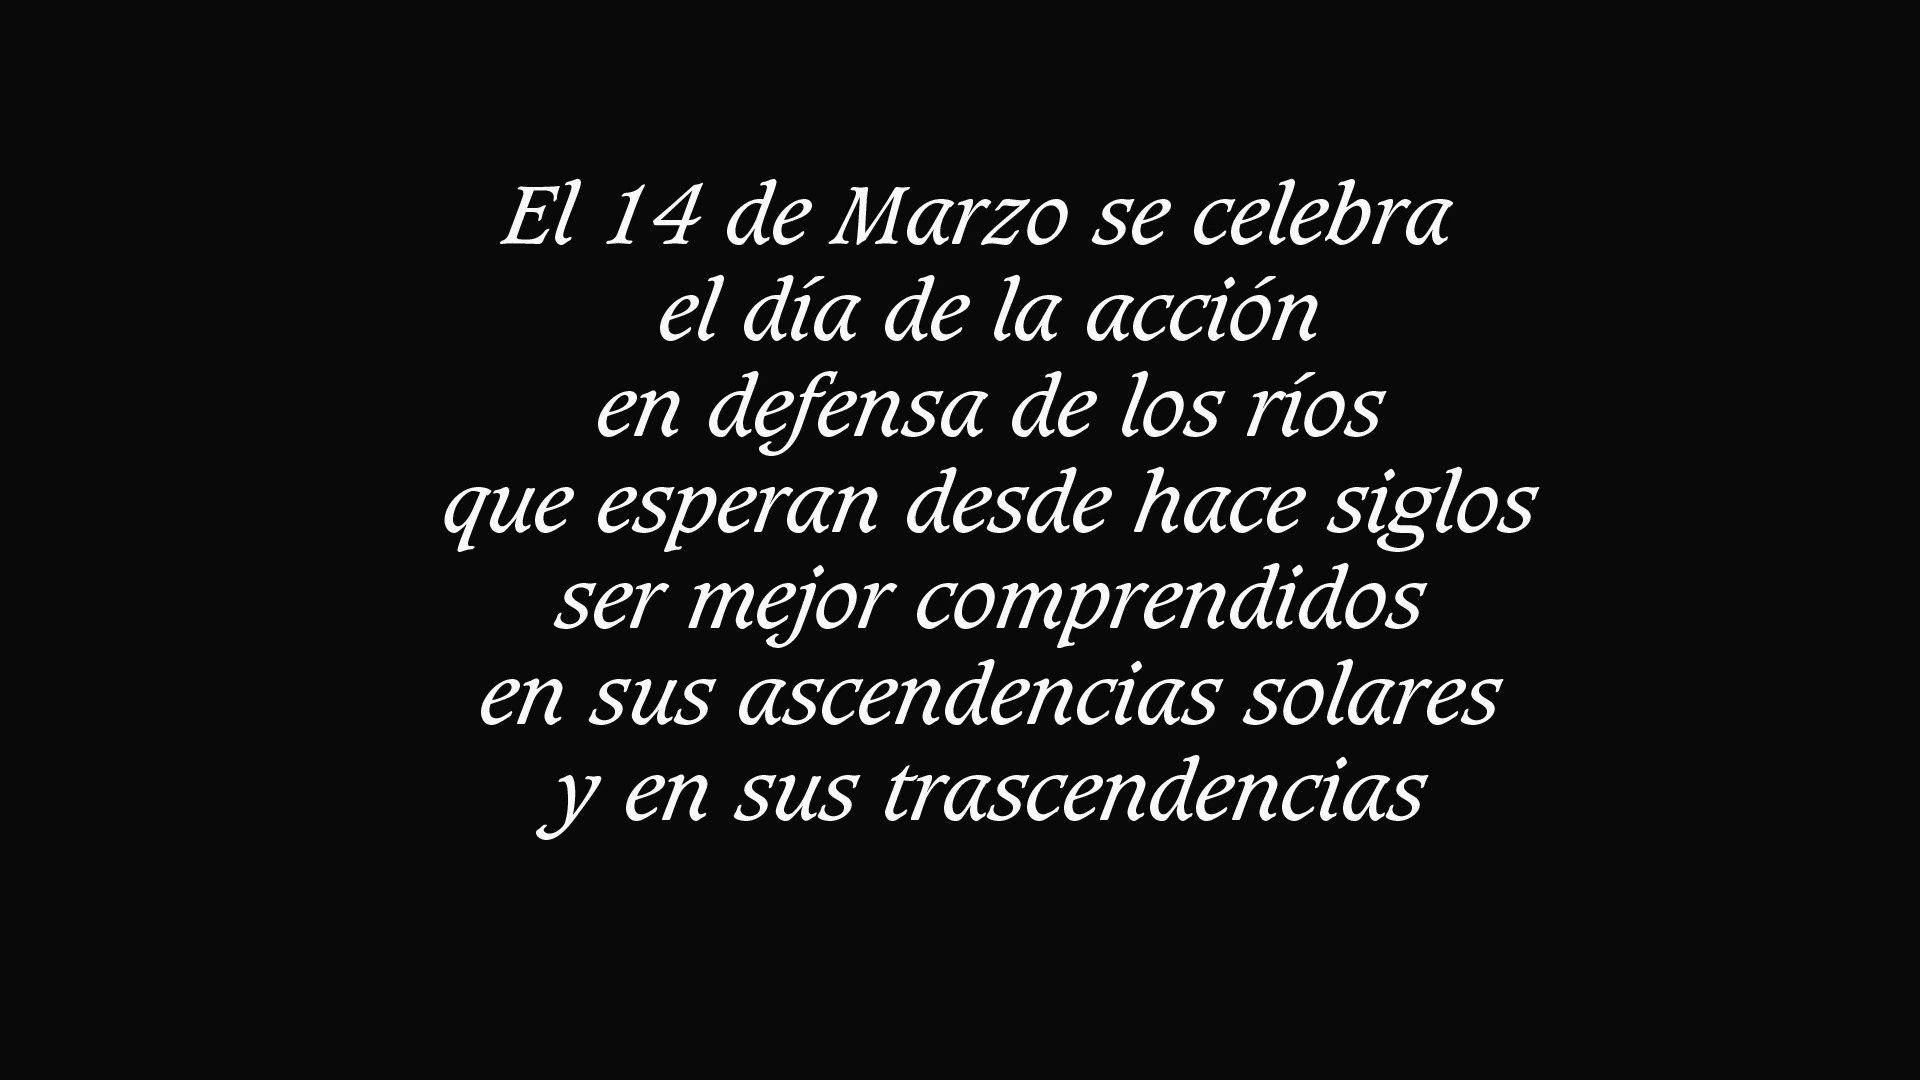 El 14 de Marzo se celebra
el día de la acción
en defensa de los ríos
que esperan desde hace siglos
ser mejor comprendidos
en sus ascendencias solares
y en sus trascendencias